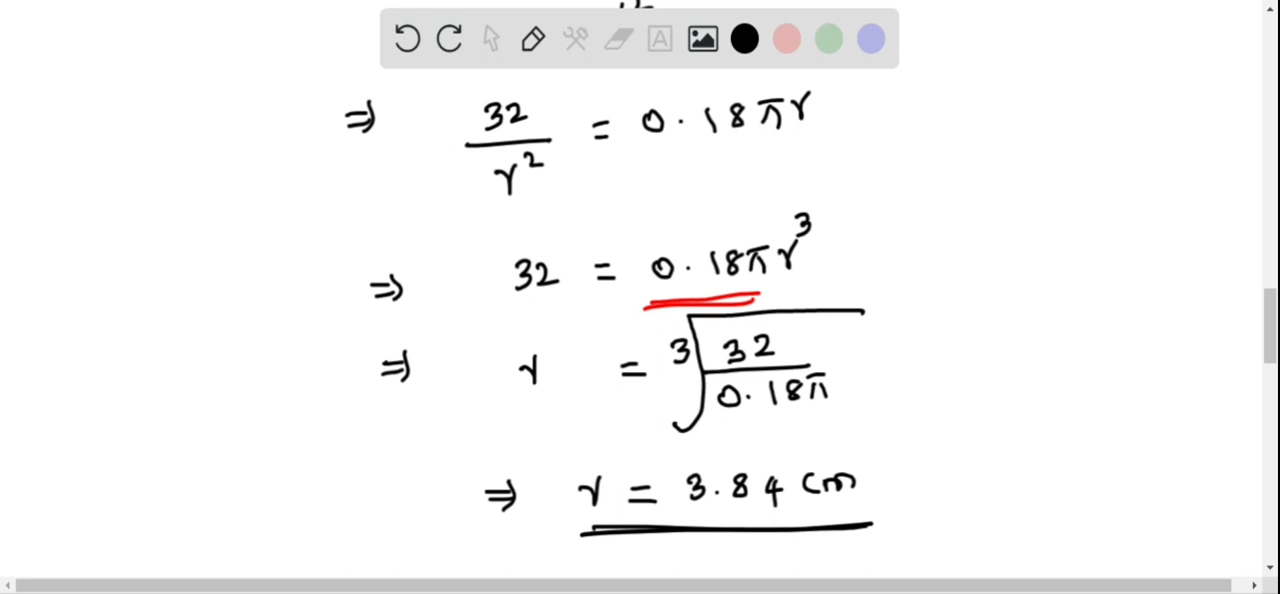 ⇒ 32/r² = 0.18πr
⇒ 32 = 0.18πr³
⇒ r = ∛(32/0.18π)
⇒ r = 3.84 cm